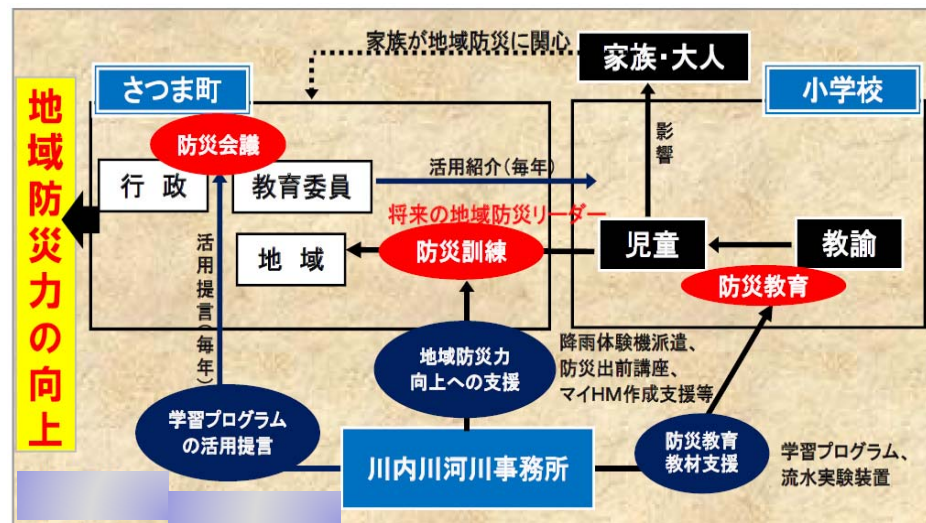 家族が地域防災に関心
家族・大人
さつま町
小学校
地域防災力の向上
防災会議
影響
行政
教育委員
活用紹介（毎年）
将来の地域防災リーダー
地域
防災訓練
児童
教諭
防災教育
活用提言（毎年）
地域防災力
向上への支援
降雨体験機派遣、
防災出前講座、
マイHM作成支援等
学習プログラム
の活用提言
川内川河川事務所
防災教育
教材支援
学習プログラム、
流水実験装置